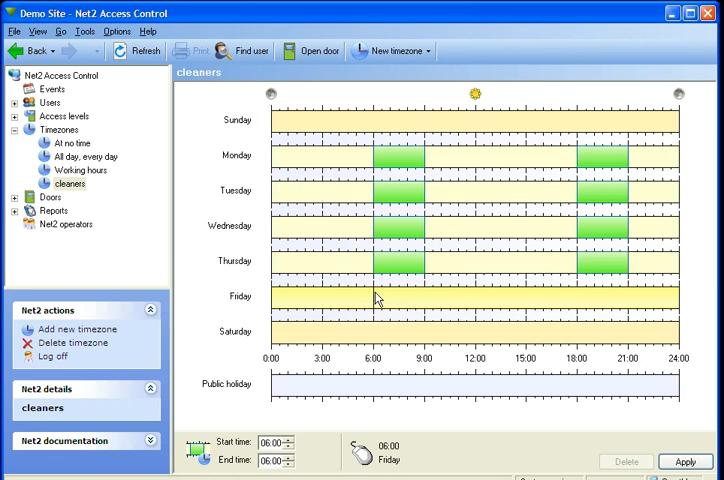 Demo Site - Net2 Access Control
File View Go Tools Options Help
Back Refresh Print Find user Open door New timezone
Net2 Access Control
Events
Users
Access levels
Timezones
At no time
All day, every day
Working hours
cleaners
Doors
Reports
Net2 operators
Net2 actions
Add new timezone
Delete timezone
Log off
Net2 details
cleaners
Net2 documentation
cleaners
Sunday
Monday
Tuesday
Wednesday
Thursday
Friday
Saturday
0:00 3:00 6:00 9:00 12:00 15:00 18:00 21:00 24:00
Public holiday
Start time: 06:00
End time: 06:00
06:00
Friday
Delete Apply